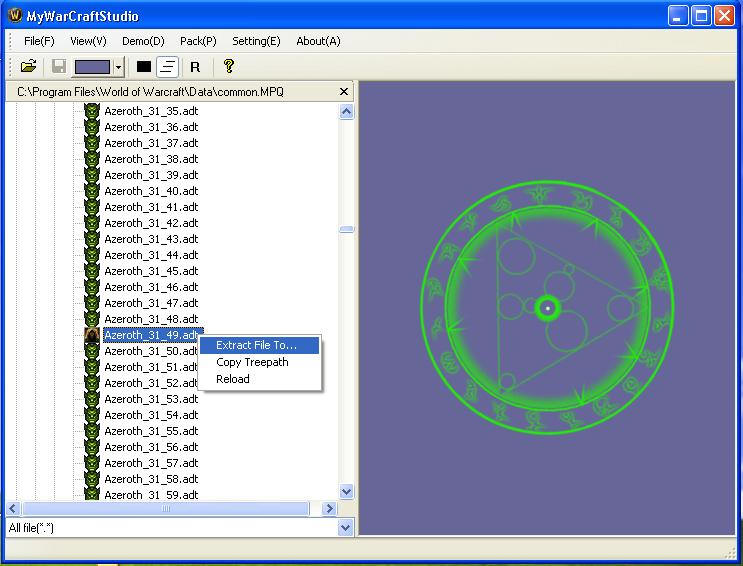 MyWarCraftStudio
File(F) View(V) Demo(D) Pack(P) Setting(E) About(A)
R ?
C:\Program Files\World of Warcraft\Data\common.MPQ
Azeroth_31_35.adt
Azeroth_31_36.adt
Azeroth_31_37.adt
Azeroth_31_38.adt
Azeroth_31_39.adt
Azeroth_31_40.adt
Azeroth_31_41.adt
Azeroth_31_42.adt
Azeroth_31_43.adt
Azeroth_31_44.adt
Azeroth_31_45.adt
Azeroth_31_46.adt
Azeroth_31_47.adt
Azeroth_31_48.adt
Azeroth_31_49.adt
Extract File To...
Azeroth_31_50.adt
Copy Treepath
Azeroth_31_51.adt
Reload
Azeroth_31_52.adt
Azeroth_31_53.adt
Azeroth_31_54.adt
Azeroth_31_55.adt
Azeroth_31_56.adt
Azeroth_31_57.adt
Azeroth_31_58.adt
Azeroth_31_59.adt
All file(*.*)